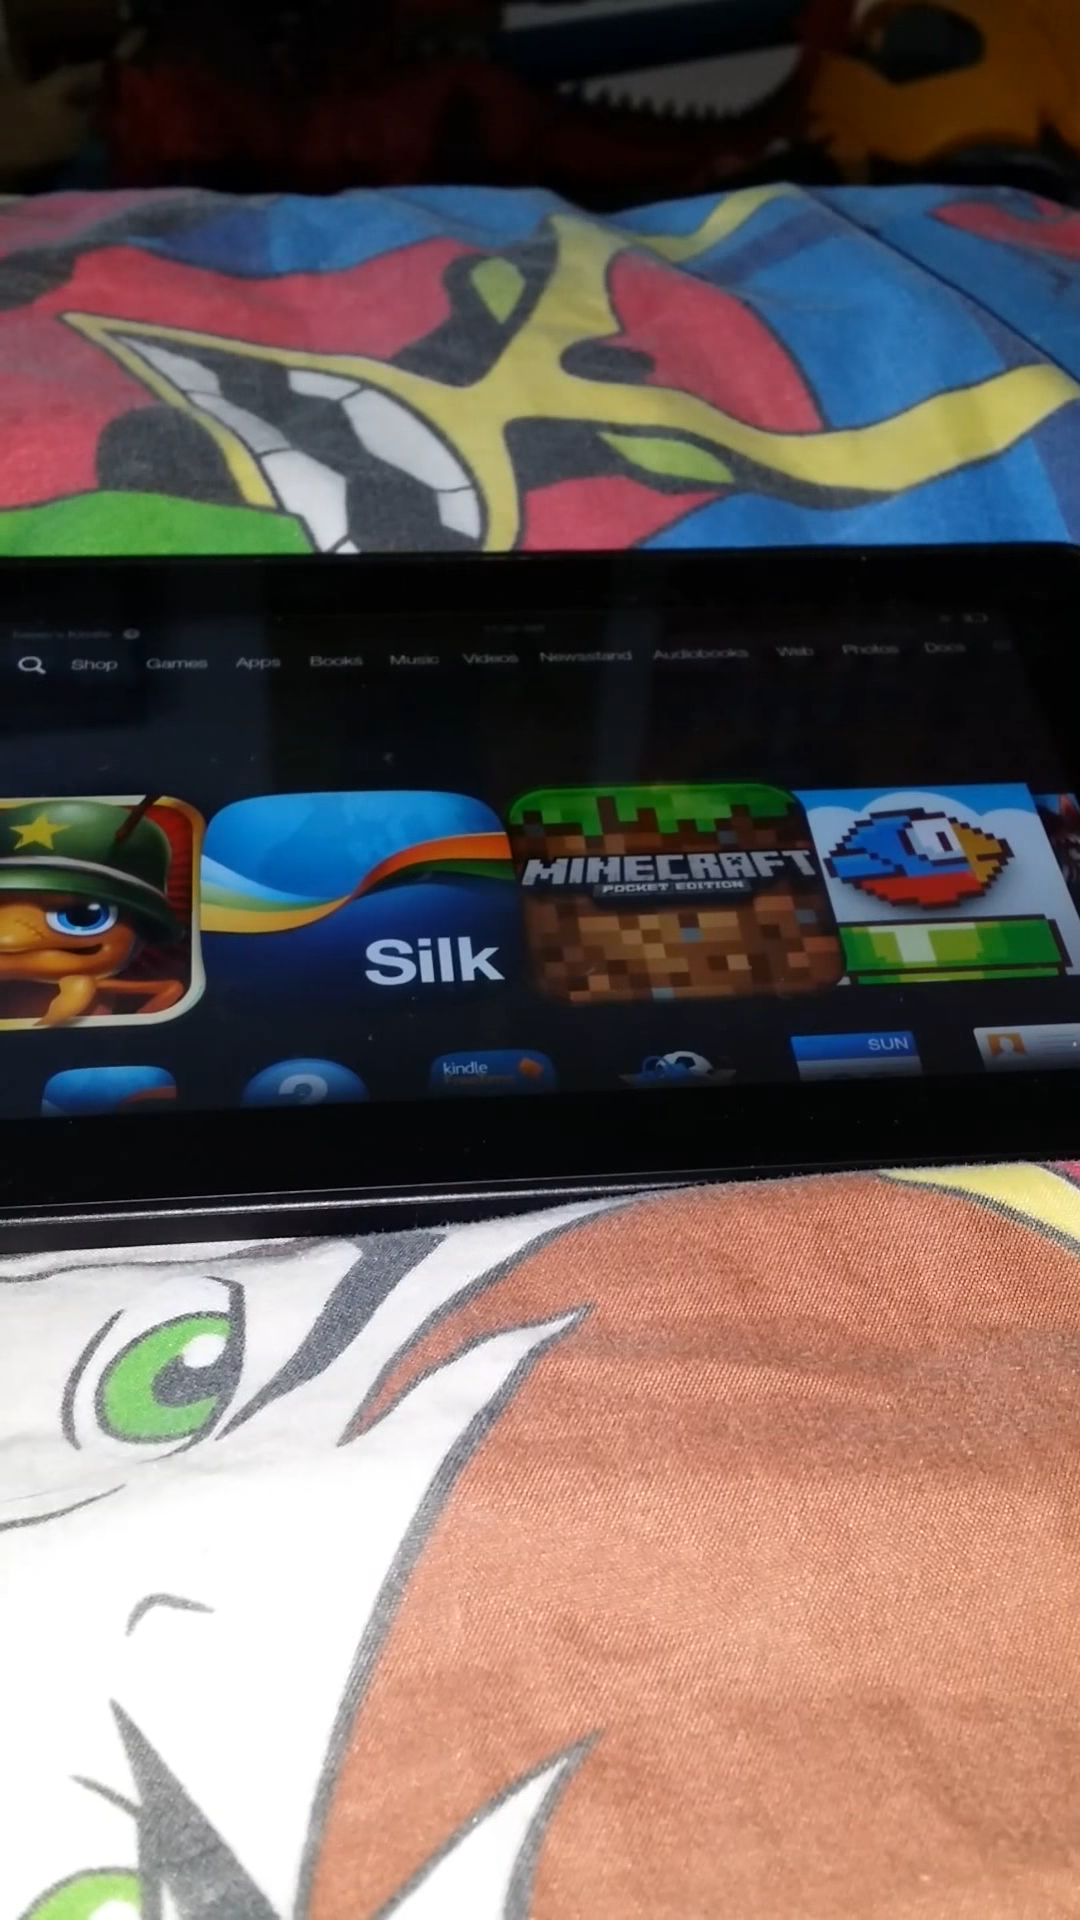 Shop Games Apps Books Music Videos Newsstand Audiobooks Web Photos Docs
Silk
MINECRAFT
POCKET EDITION
?
kindle
SUN